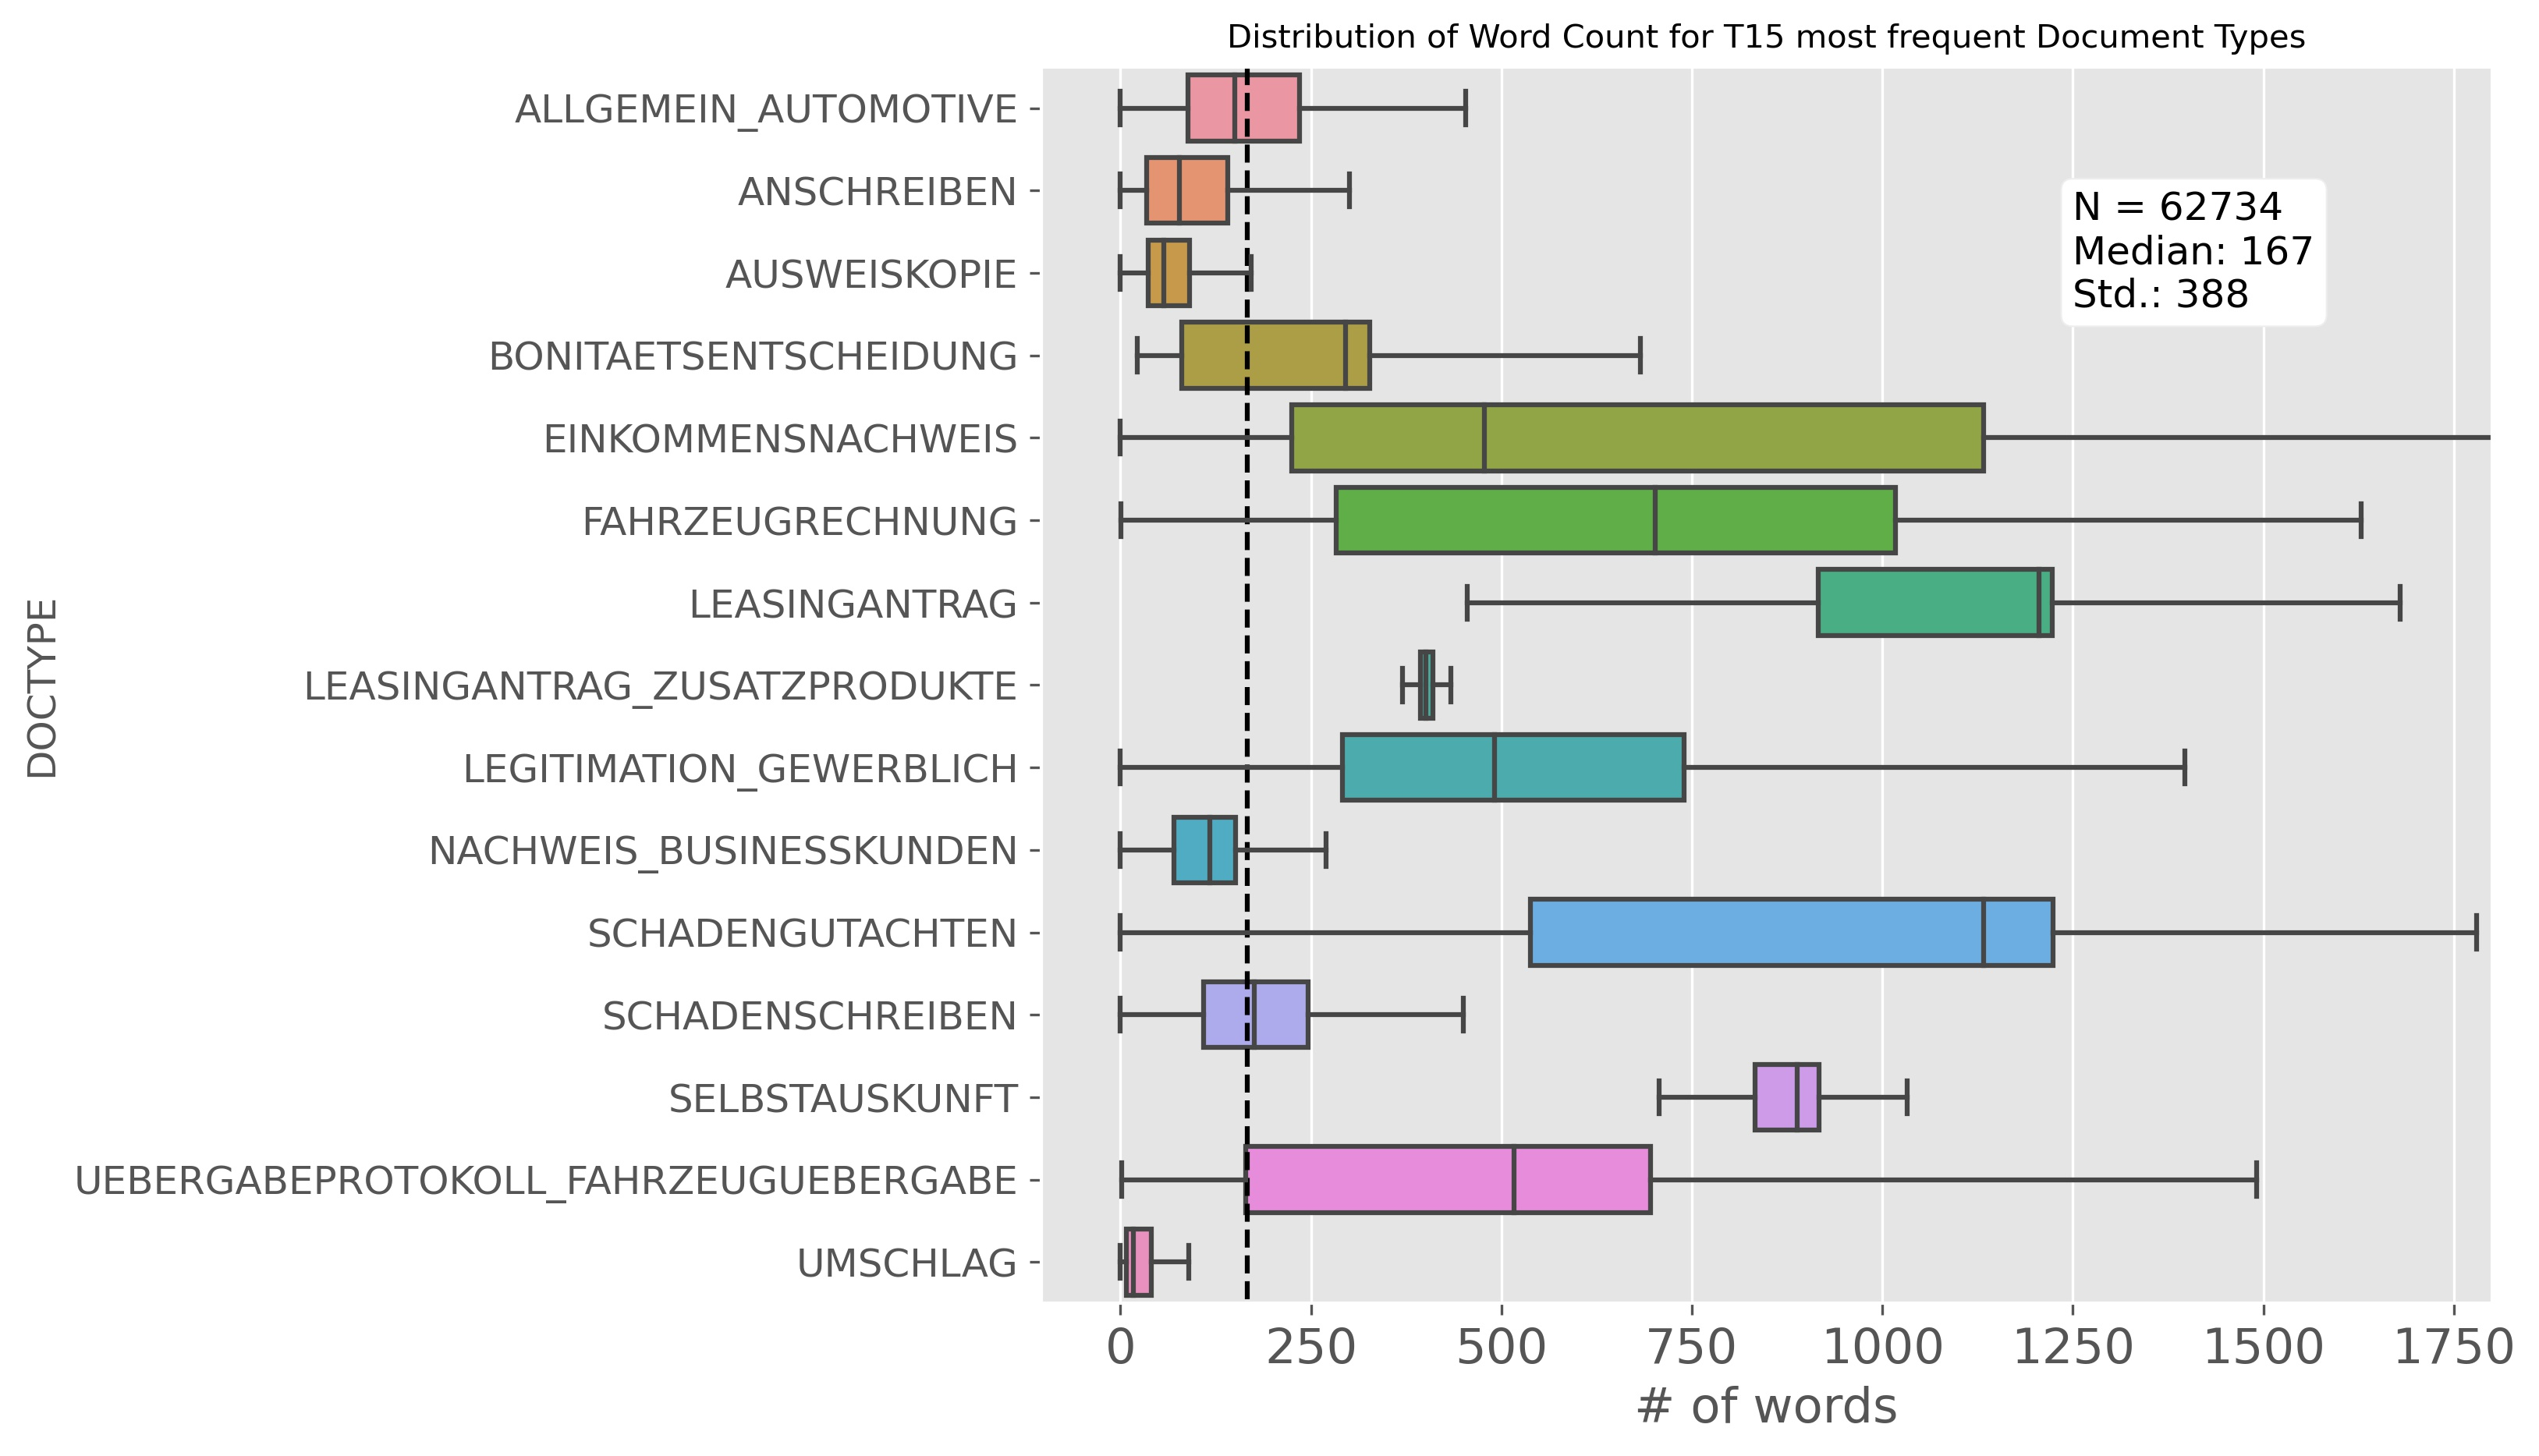 Distribution of Word Count for T15 most frequent Document Types
ALLGEMEIN_AUTOMOTIVE
ANSCHREIBEN
AUSWEISKOPIE
BONITAETSENTSCHEIDUNG
EINKOMMENSNACHWEIS
FAHRZEUGRECHNUNG
LEASINGANTRAG
LEASINGANTRAG_ZUSATZPRODUKTE
LEGITIMATION_GEWERBLICH
NACHWEIS_BUSINESSKUNDEN
SCHADENGUTACHTEN
SCHADENSCHREIBEN
SELBSTAUSKUNFT
UEBERGABEPROTOKOLL_FAHRZEUGUEBERGABE
UMSCHLAG
DOCTYPE
N = 62734
Median: 167
Std.: 388
0 250 500 750 1000 1250 1500 1750
# of words